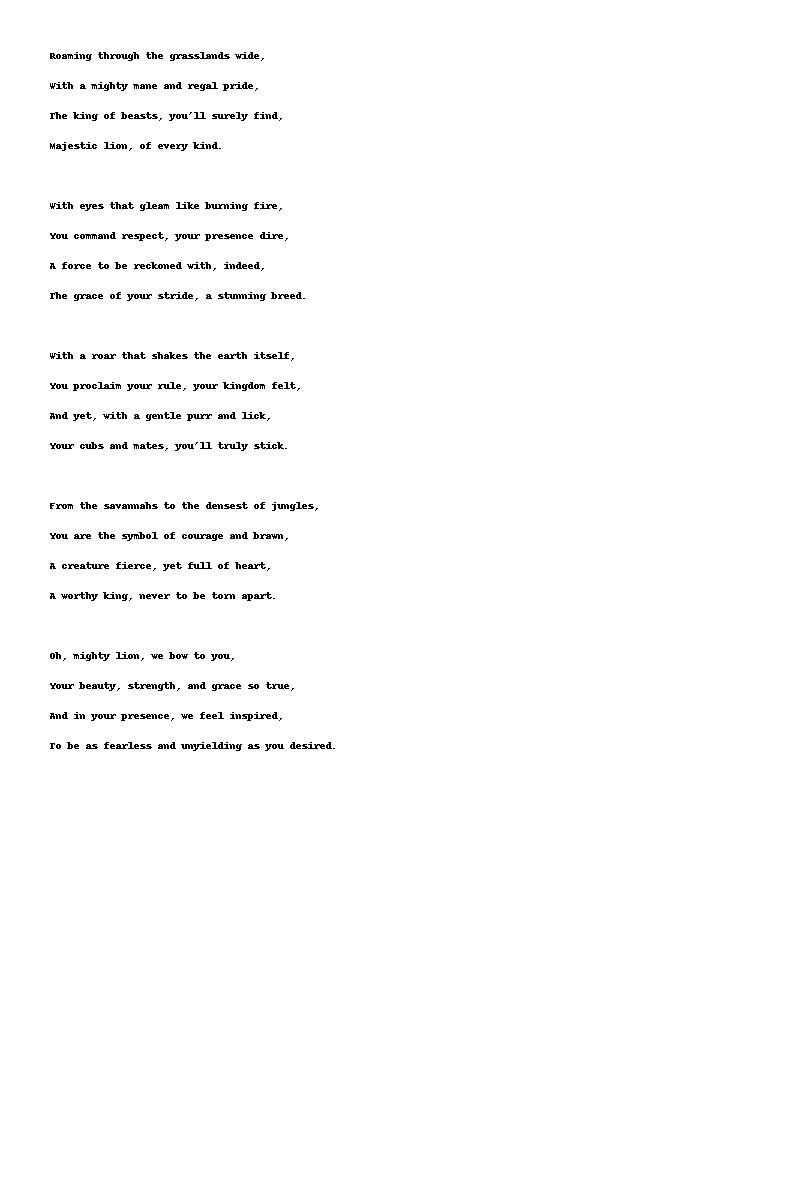 Roaming through the grasslands wide,
With a mighty mane and regal pride,
The king of beasts, you'll surely find,
Majestic lion, of every kind.
With eyes that gleam like burning fire,
You command respect, your presence dire,
A force to be reckoned with, indeed,
The grace of your stride, a stunning breed.
With a roar that shakes the earth itself,
You proclaim your rule, your kingdom felt,
And yet, with a gentle purr and lick,
Your cubs and mates, you'll truly stick.
From the savannahs to the densest of jungles,
You are the symbol of courage and brawn,
A creature fierce, yet full of heart,
A worthy king, never to be torn apart.
Oh, mighty lion, we bow to you,
Your beauty, strength, and grace so true,
And in your presence, we feel inspired,
To be as fearless and unyielding as you desired.